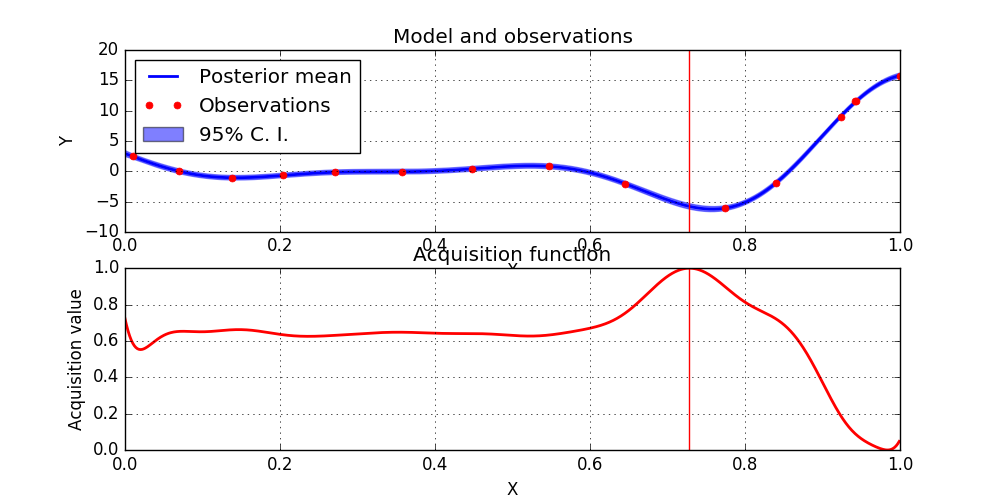 Model and observations
20
15
10
5
0
−5
−10
Y
Posterior mean
Observations
95% C. I.
0.0 0.2 0.4 0.6 0.8 1.0
X
Acquisition function
1.0
0.8
0.6
0.4
0.2
0.0
Acquisition value
0.0 0.2 0.4 0.6 0.8 1.0
X